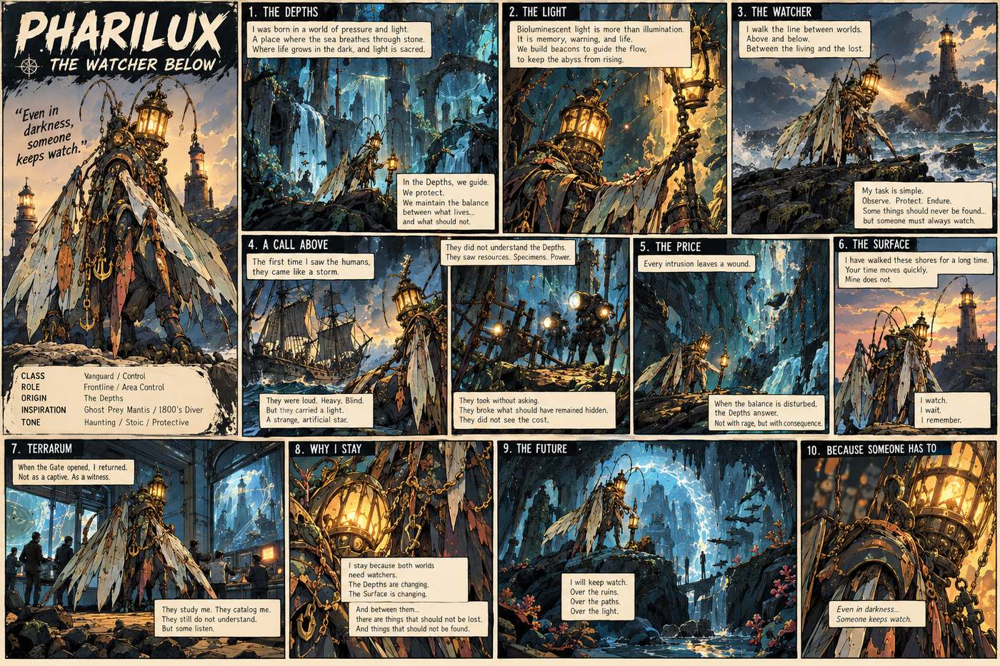 PHARILUX
THE WATCHER BELOW
“Even in
darkness,
someone
keeps watch.”
CLASS Vanguard / Control
ROLE Frontline / Area Control
ORIGIN The Depths
INSPIRATION Ghost Prey Mantis / 1800's Diver
TONE Haunting / Stoic / Protective
1. THE DEPTHS
I was born in a world of pressure and light.
A place where the sea breathes through stone.
Where life grows in the dark, and light is sacred.
In the Depths, we guide.
We protect.
We maintain the balance
between what lives...
and what should not.
2. THE LIGHT
Bioluminescent light is more than illumination.
It is memory, warning, and life.
We build beacons to guide the flow,
to keep the abyss from rising.
3. THE WATCHER
I walk the line between worlds.
Above and below.
Between the living and the lost.
My task is simple.
Observe. Protect. Endure.
Some things should never be found...
but someone must always watch.
4. A CALL ABOVE
The first time I saw the humans,
they came like a storm.
They were loud. Heavy. Blind.
But they carried a light.
A strange, artificial star.
They did not understand the Depths.
They saw resources. Specimens. Power.
They took without asking.
They broke what should have remained hidden.
They did not see the cost.
5. THE PRICE
Every intrusion leaves a wound.
When the balance is disturbed,
the Depths answer.
Not with rage, but with consequence.
6. THE SURFACE
I have walked these shores for a long time.
Your time moves quickly.
Mine does not.
I watch.
I wait.
I remember.
7. TERRARUM
When the Gate opened, I returned.
Not as a captive. As a witness.
They study me. They catalog me.
They still do not understand.
But some listen.
8. WHY I STAY
I stay because both worlds
need watchers.
The Depths are changing.
The Surface is changing.
And between them...
there are things that should not be lost.
And things that should not be found.
9. THE FUTURE
I will keep watch.
Over the ruins.
Over the paths.
Over the light.
10. BECAUSE SOMEONE HAS TO
Even in darkness...
Someone keeps watch.